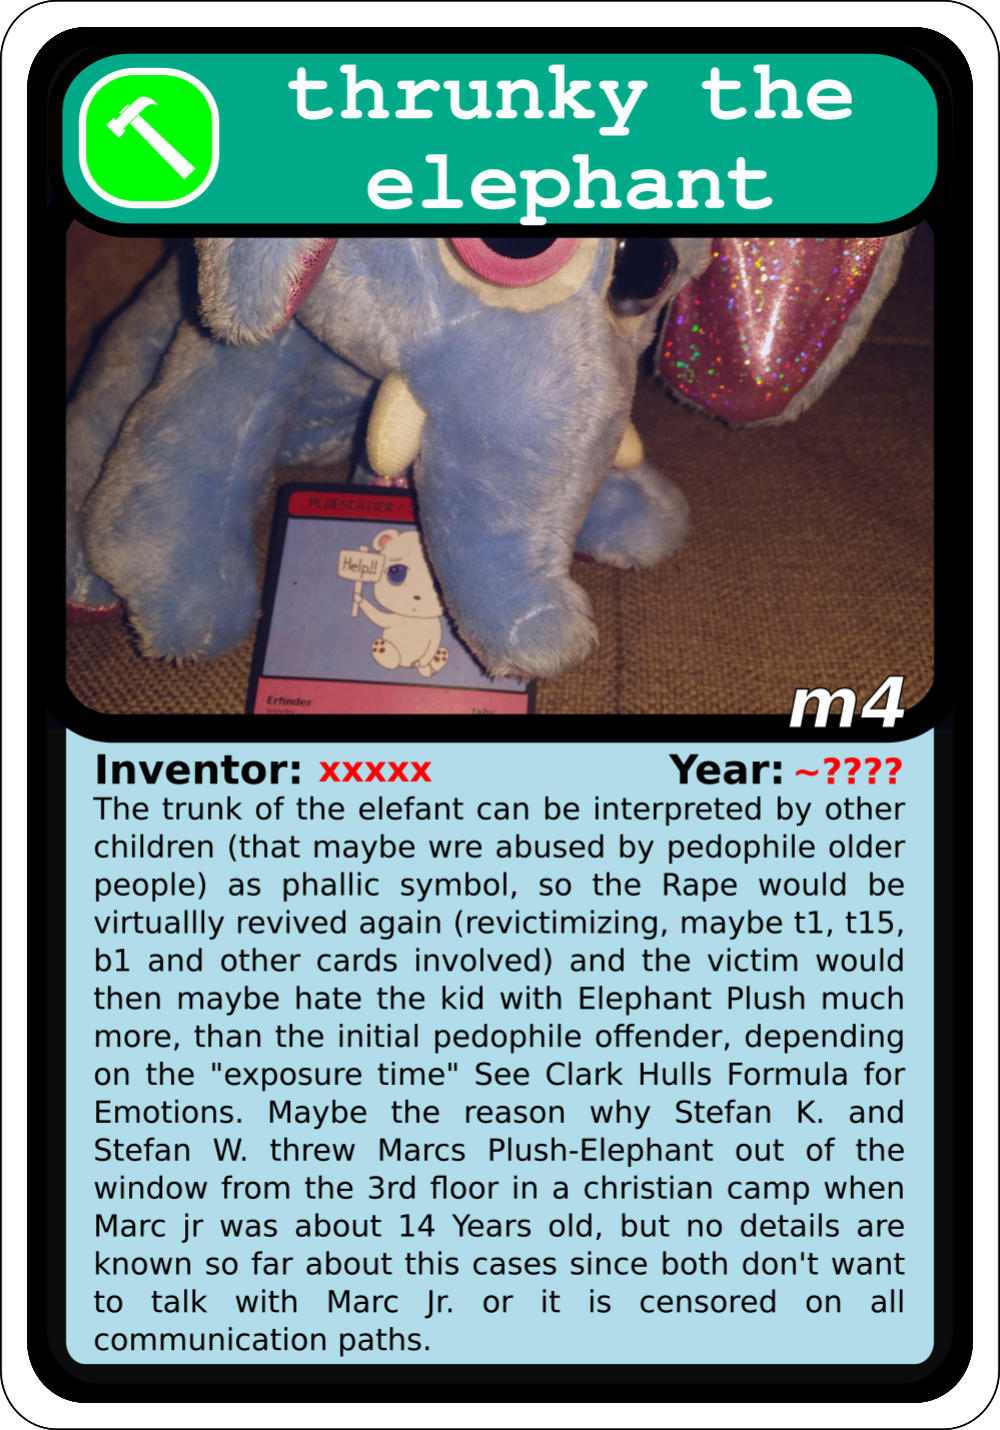 thrunky the
elephant
PLUESCHTIER /
Help!!
Erfinder
m4
Inventor: xxxxx Year: ~????
The trunk of the elefant can be interpreted by other
children (that maybe wre abused by pedophile older
people) as phallic symbol, so the Rape would be
virtuallly revived again (revictimizing, maybe t1, t15,
b1 and other cards involved) and the victim would
then maybe hate the kid with Elephant Plush much
more, than the initial pedophile offender, depending
on the "exposure time" See Clark Hulls Formula for
Emotions. Maybe the reason why Stefan K. and
Stefan W. threw Marcs Plush-Elephant out of the
window from the 3rd floor in a christian camp when
Marc jr was about 14 Years old, but no details are
known so far about this cases since both don't want
to talk with Marc Jr. or it is censored on all
communication paths.